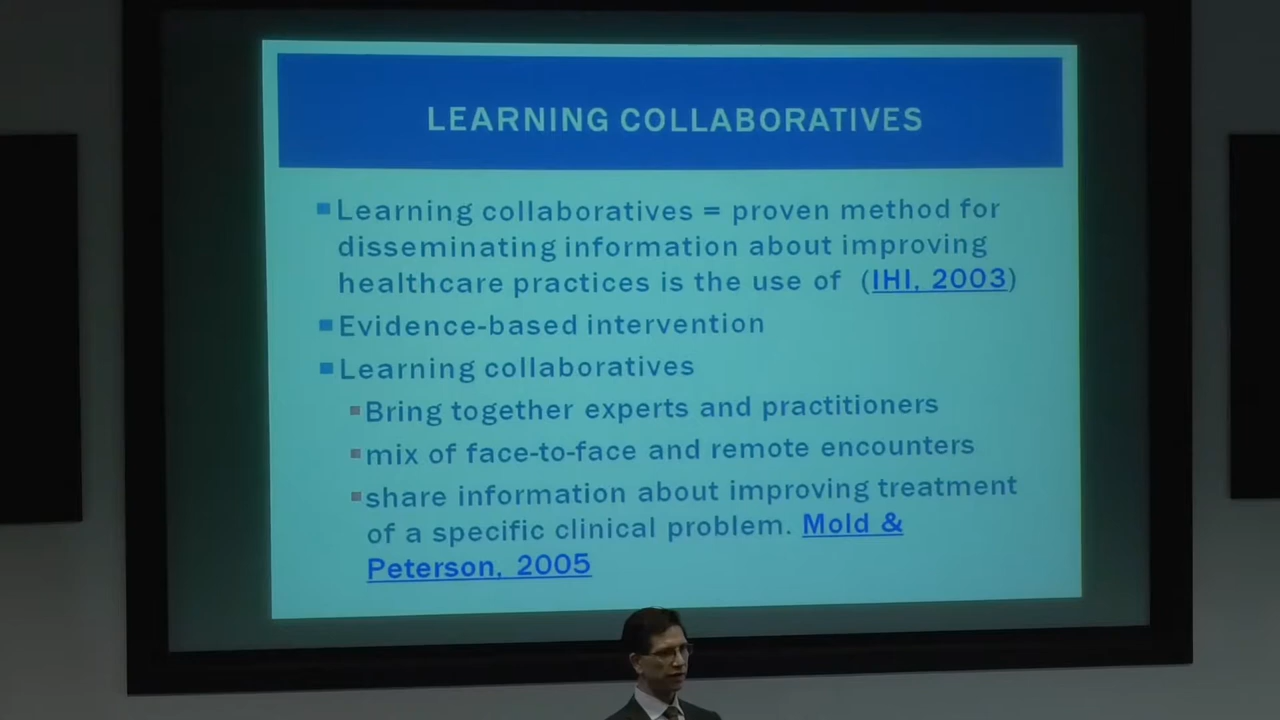 LEARNING COLLABORATIVES
Learning collaboratives = proven method for
disseminating information about improving
healthcare practices is the use of (IHI, 2003)
Evidence-based intervention
Learning collaboratives
Bring together experts and practitioners
mix of face-to-face and remote encounters
share information about improving treatment
of a specific clinical problem. Mold &
Peterson, 2005